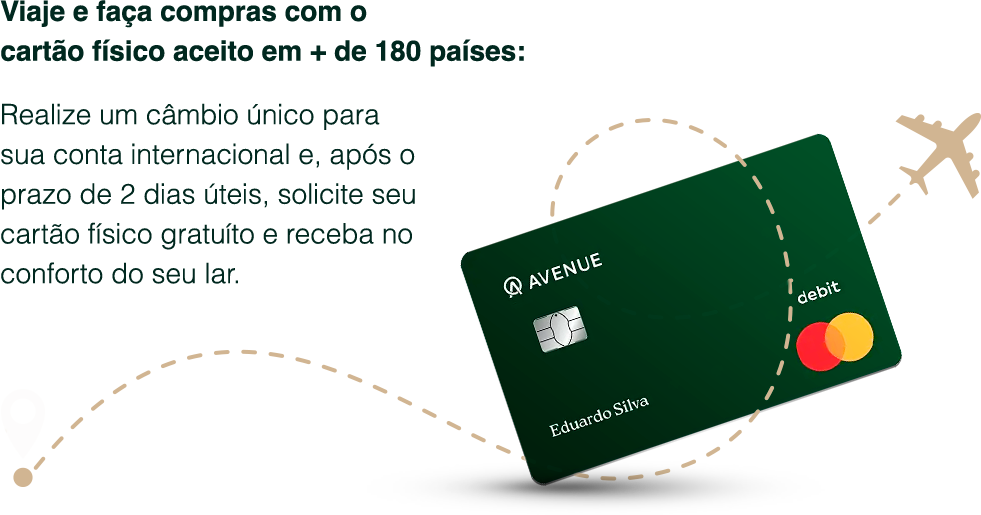 Viaje e faça compras com o
cartão físico aceito em + de 180 países:
Realize um câmbio único para
sua conta internacional e, após o
prazo de 2 dias úteis, solicite seu
cartão físico gratuíto e receba no
conforto do seu lar.
AVENUE
debit
Eduardo Silva